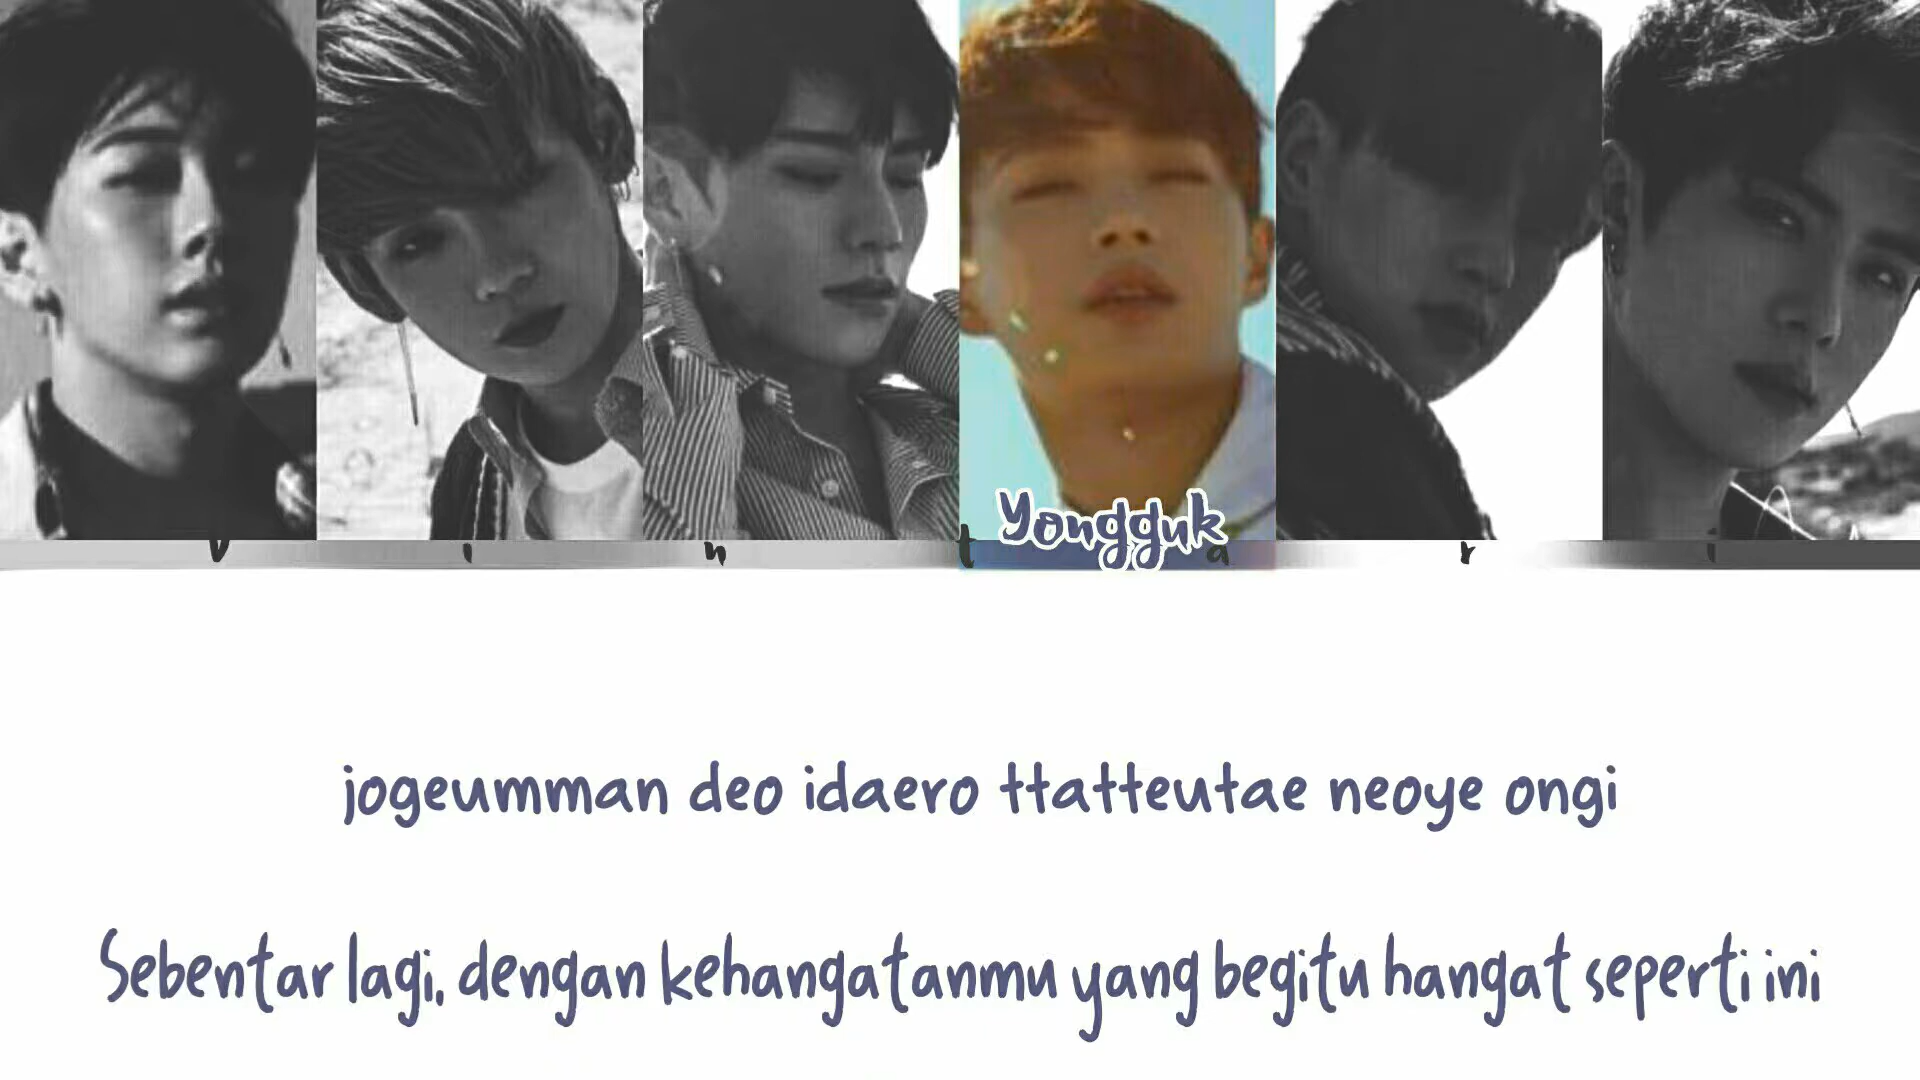 Yongguk
v i n t a r i
jogeumman deo idaero ttatteutae neoye ongi
Sebentar lagi, dengan kehangatanmu yang begitu hangat seperti ini